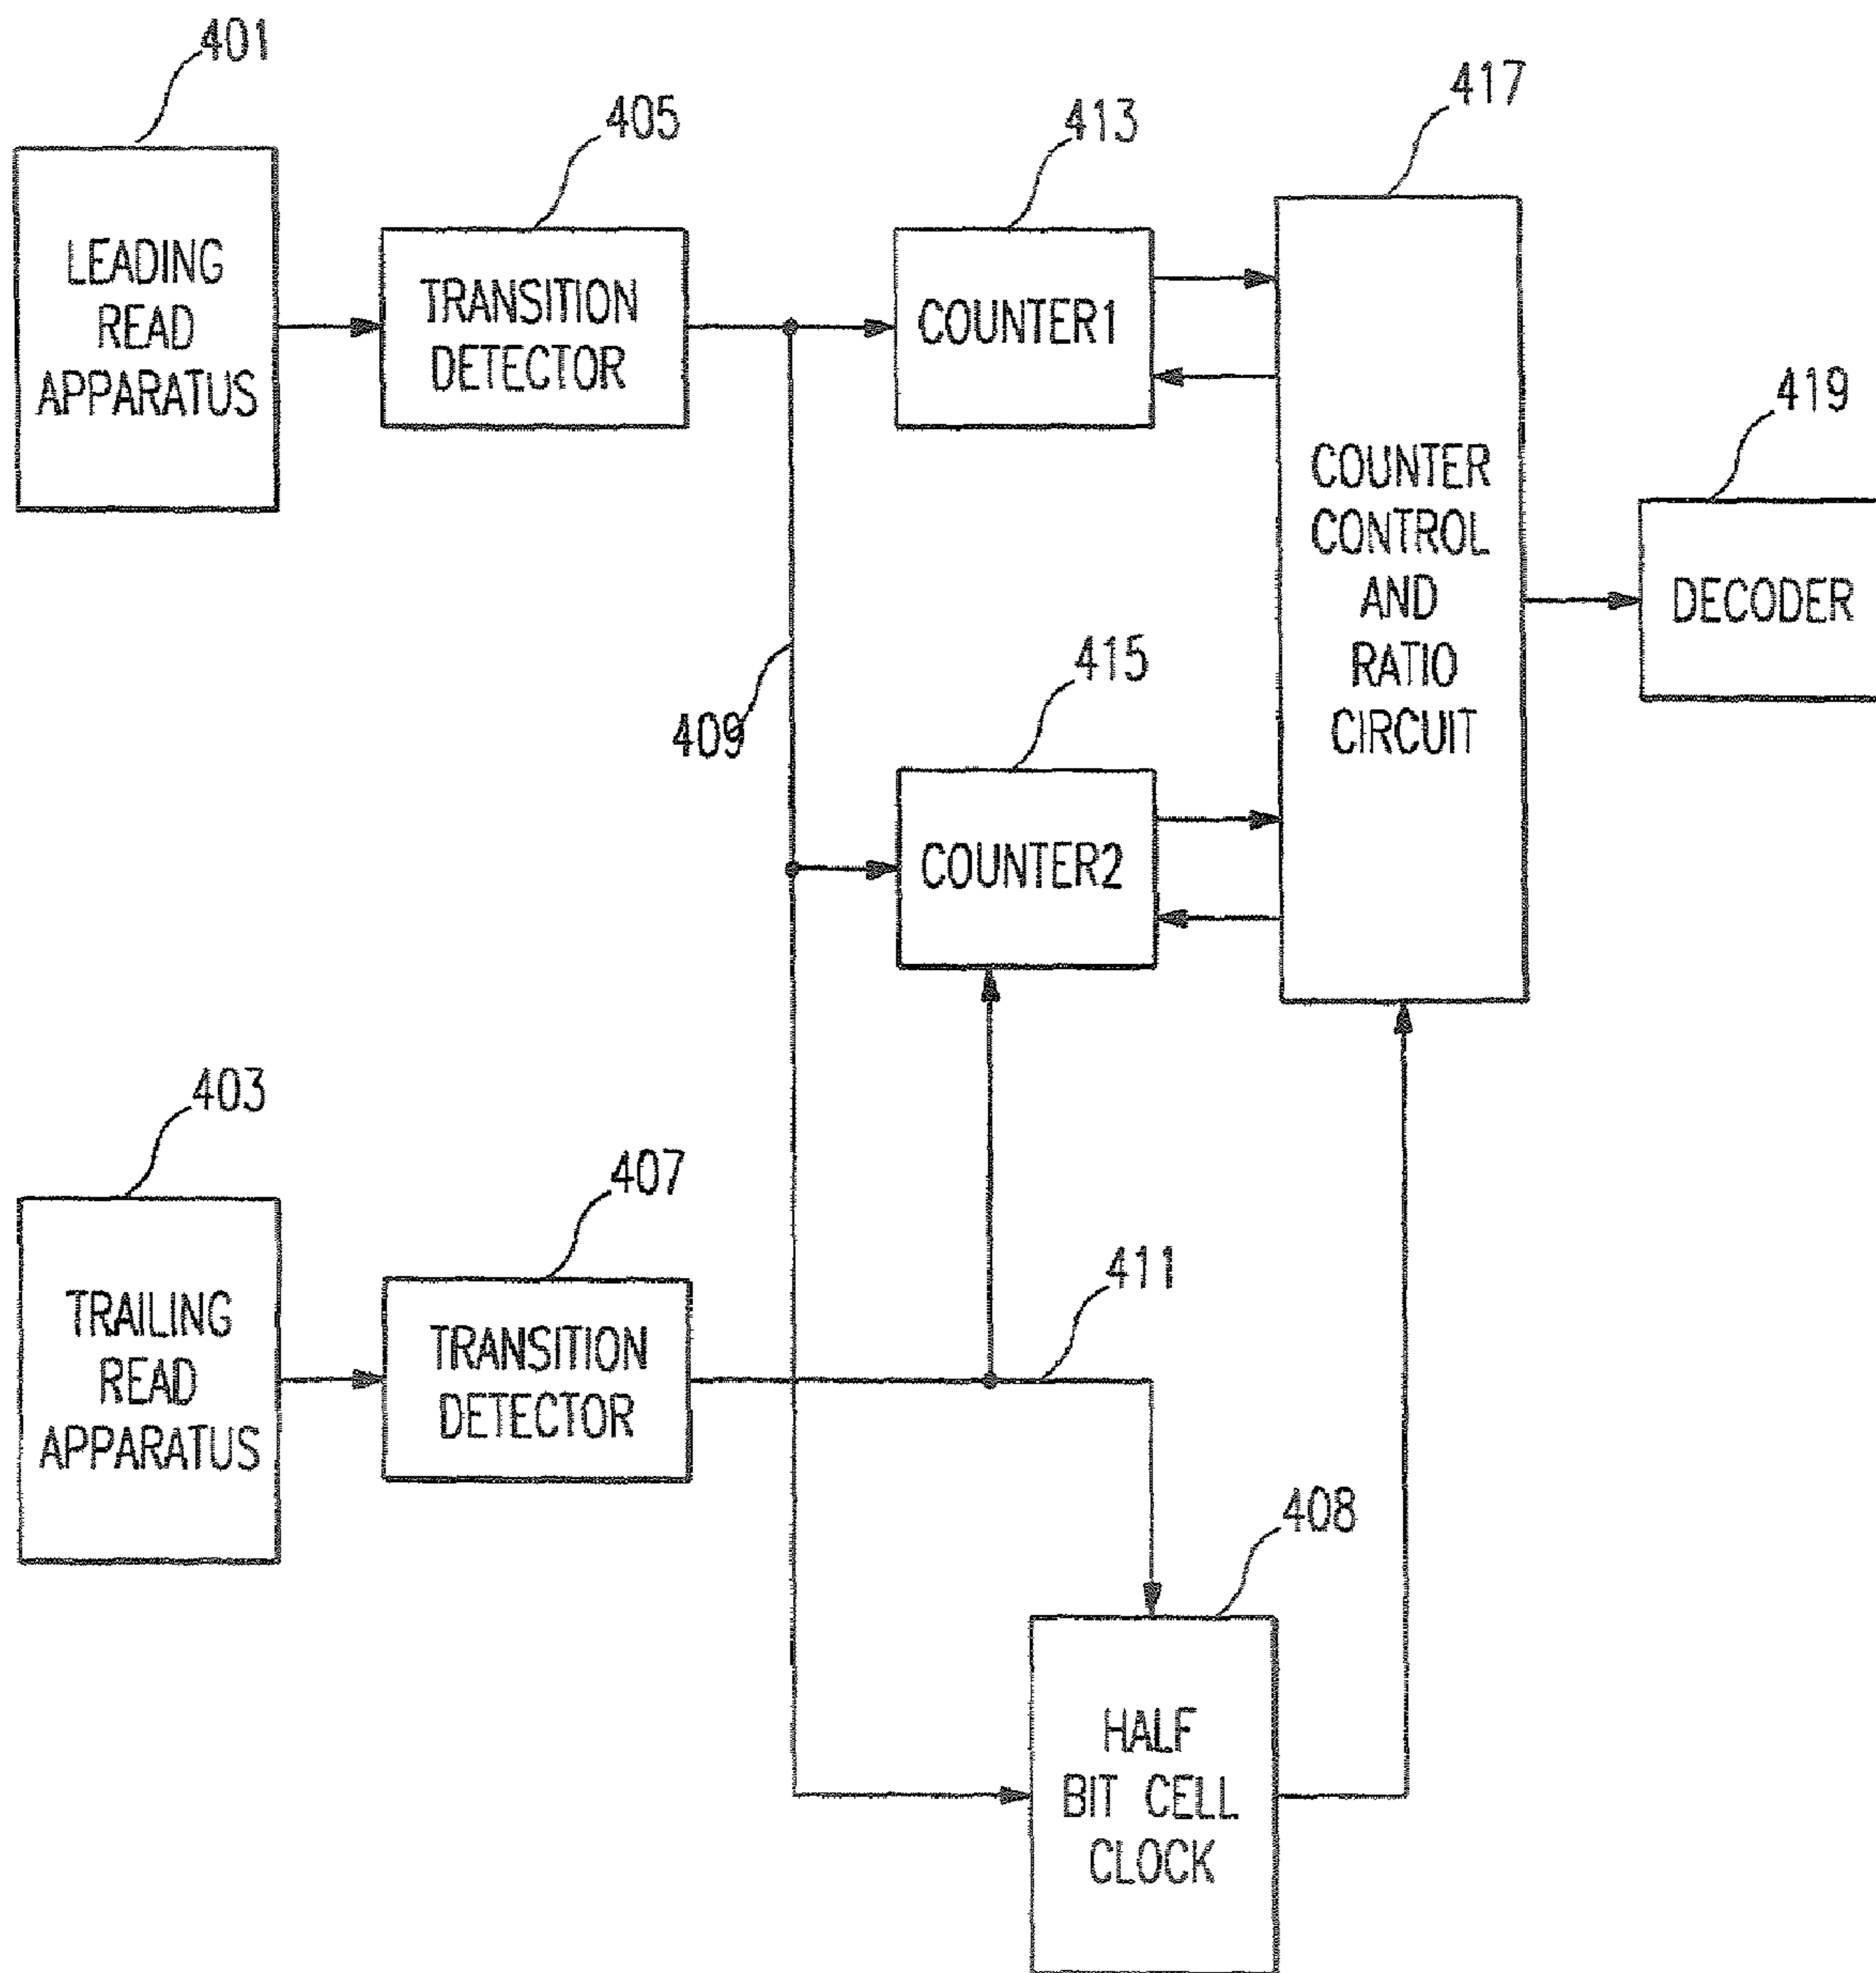 401
LEADING
READ
APPARATUS
405
TRANSITION
DETECTOR
413
COUNTER1
417
COUNTER
CONTROL
AND
RATIO
CIRCUIT
419
DECODER
409
415
COUNTER2
403
TRAILING
READ
APPARATUS
407
TRANSITION
DETECTOR
411
408
HALF
BIT CELL
CLOCK